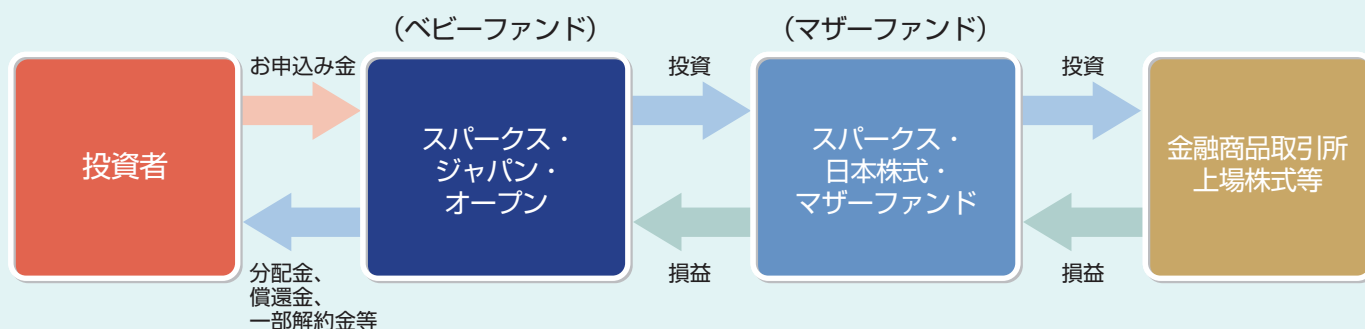 (ベビーファンド)
(マザーファンド)
お申込み金
投資
投資
投資者
スパークス・
ジャパン・
オープン
スパークス・
日本株式・
マザーファンド
金融商品取引所
上場株式等
分配金、
償還金、
一部解約金等
損益
損益